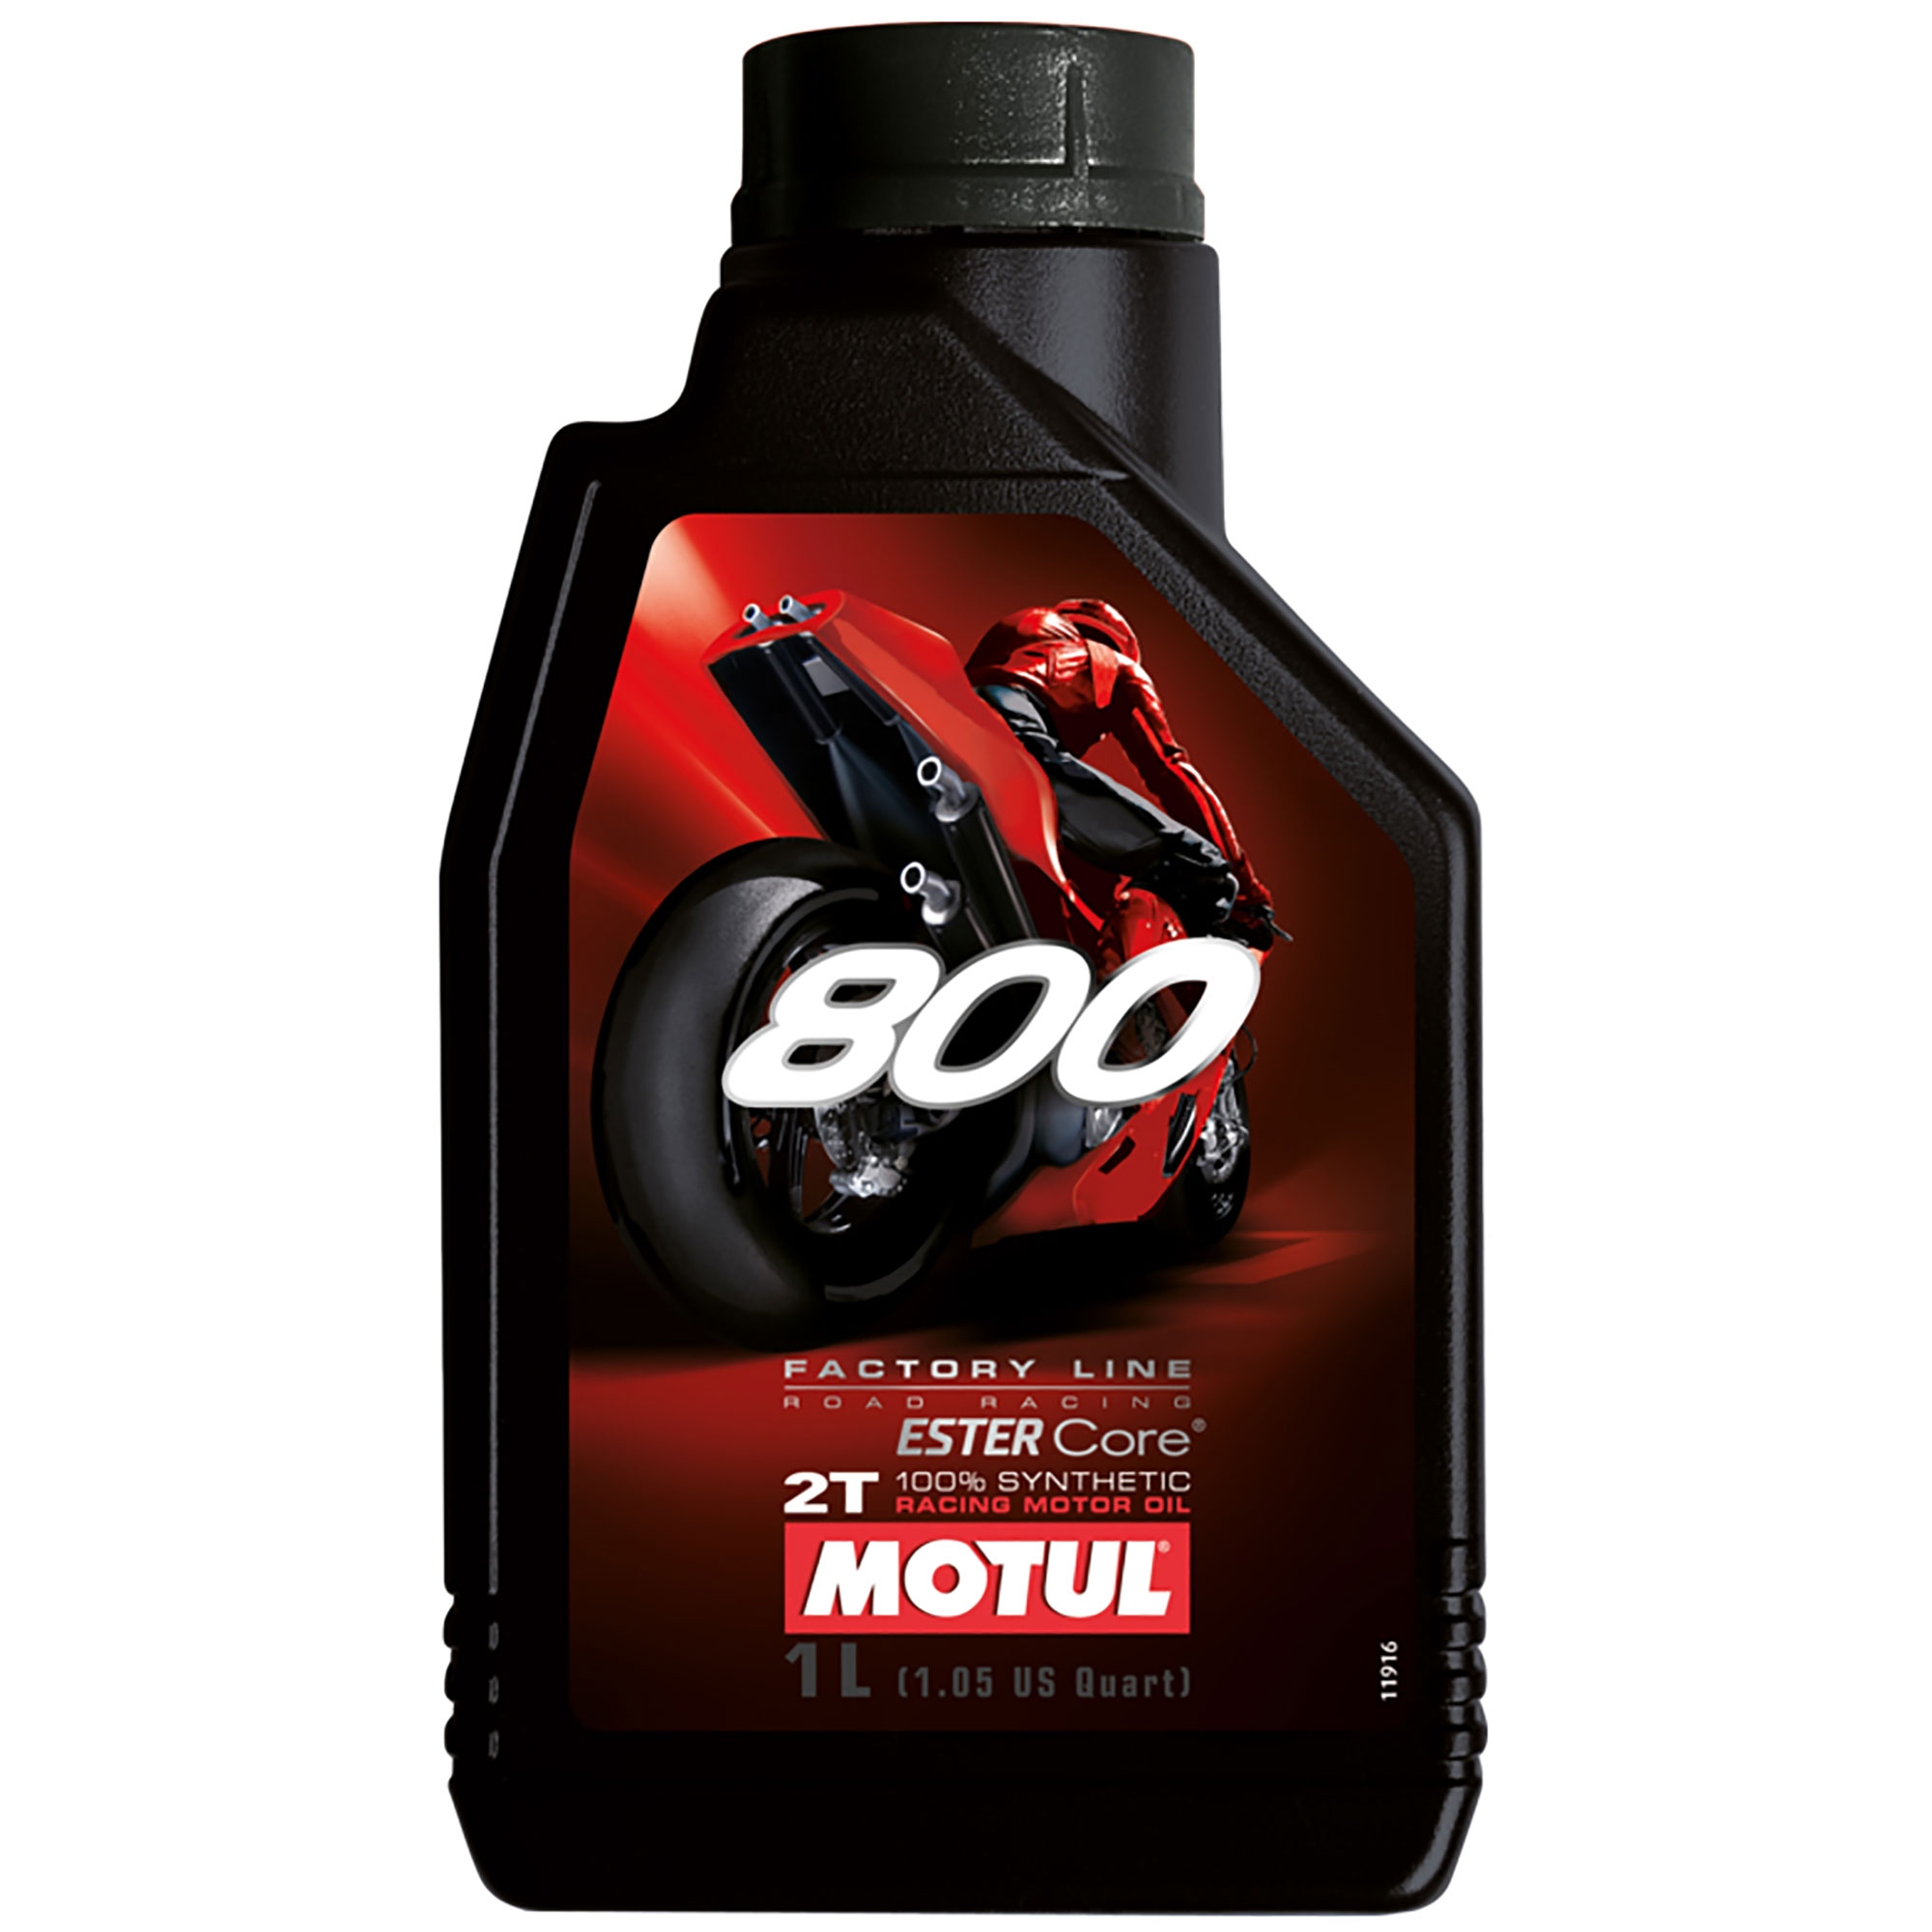 800
FACTORY LINE
ROAD RACING
ESTER Core®
2T 100% SYNTHETIC
RACING MOTOR OIL
MOTUL®
1L (1.05 US Quart)
11916